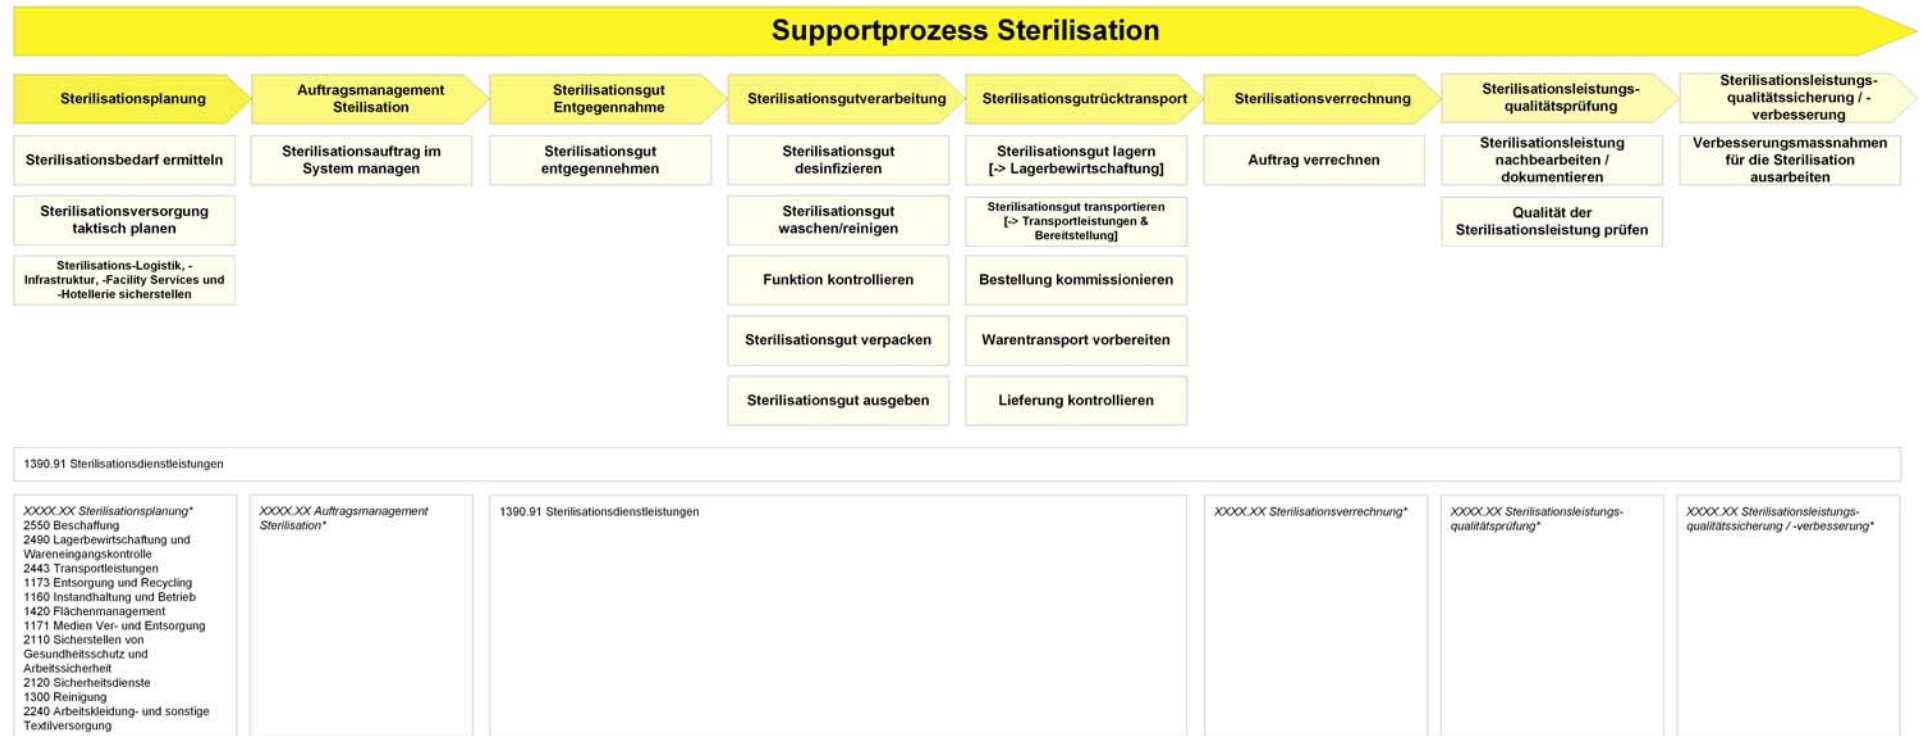 Supportprozess Sterilisation
Sterilisationsplanung
Auftragsmanagement
Steilisation
Sterilisationsgut
Entgegennahme
Sterilisationsgutverarbeitung
Sterilisationsgutrücktransport
Sterilisationsverrechnung
Sterilisationsleistungs-
qualitätsprüfung
Sterilisationsleistungs-
qualitätssicherung / -
verbesserung
Sterilisationsbedarf ermitteln
Sterilisationsauftrag im
System managen
Sterilisationsgut
entgegennehmen
Sterilisationsgut
desinfizieren
Sterilisationsgut lagern
[-> Lagerbewirtschaftung]
Auftrag verrechnen
Sterilisationsleistung
nachbearbeiten /
dokumentieren
Verbesserungsmassnahmen
für die Sterilisation
ausarbeiten
Sterilisationsversorgung
taktisch planen
Sterilisationsgut
waschen/reinigen
Sterilisationsgut transportieren
[-> Transportleistungen &
Bereitstellung]
Qualität der
Sterilisationsleistung prüfen
Sterilisations-Logistik, -
Infrastruktur, -Facility Services und
-Hotellerie sicherstellen
Funktion kontrollieren
Bestellung kommissionieren
Sterilisationsgut verpacken
Warentransport vorbereiten
Sterilisationsgut ausgeben
Lieferung kontrollieren
1390.91 Sterilisationsdienstleistungen
XXXX.XX Sterilisationsplanung*
2550 Beschaffung
2490 Lagerbewirtschaftung und
Wareneingangskontrolle
2443 Transportleistungen
1173 Entsorgung und Recycling
1160 Instandhaltung und Betrieb
1420 Flächenmanagement
1171 Medien Ver- und Entsorgung
2110 Sicherstellen von
Gesundheitsschutz und
Arbeitssicherheit
2120 Sicherheitsdienste
1300 Reinigung
2240 Arbeitskleidung- und sonstige
Textilversorgung
XXXX.XX Auftragsmanagement
Sterilisation*
1390.91 Sterilisationsdienstleistungen
XXXX.XX Sterilisationsverrechnung*
XXXX.XX Sterilisationsleistungs-
qualitätsprüfung*
XXXX.XX Sterilisationsleistungs-
qualitätssicherung / -verbesserung*